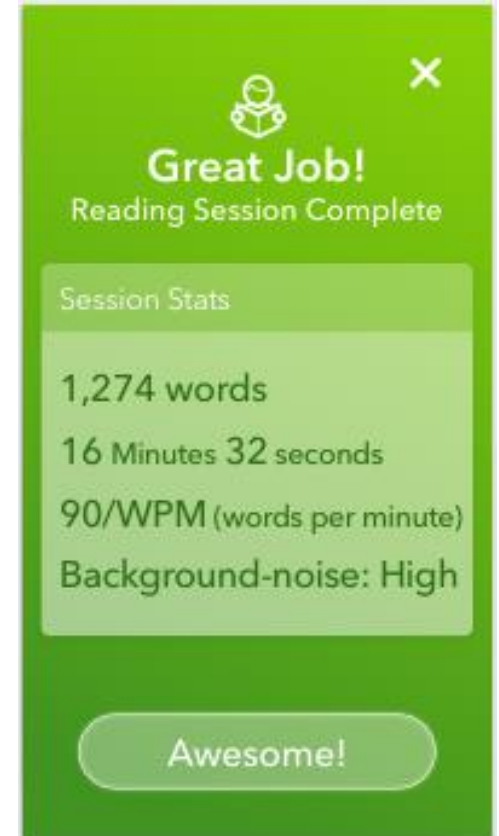 Great Job!
Reading Session Complete
Session Stats
1,274 words
16 Minutes 32 seconds
90/WPM (words per minute)
Background-noise: High
Awesome!